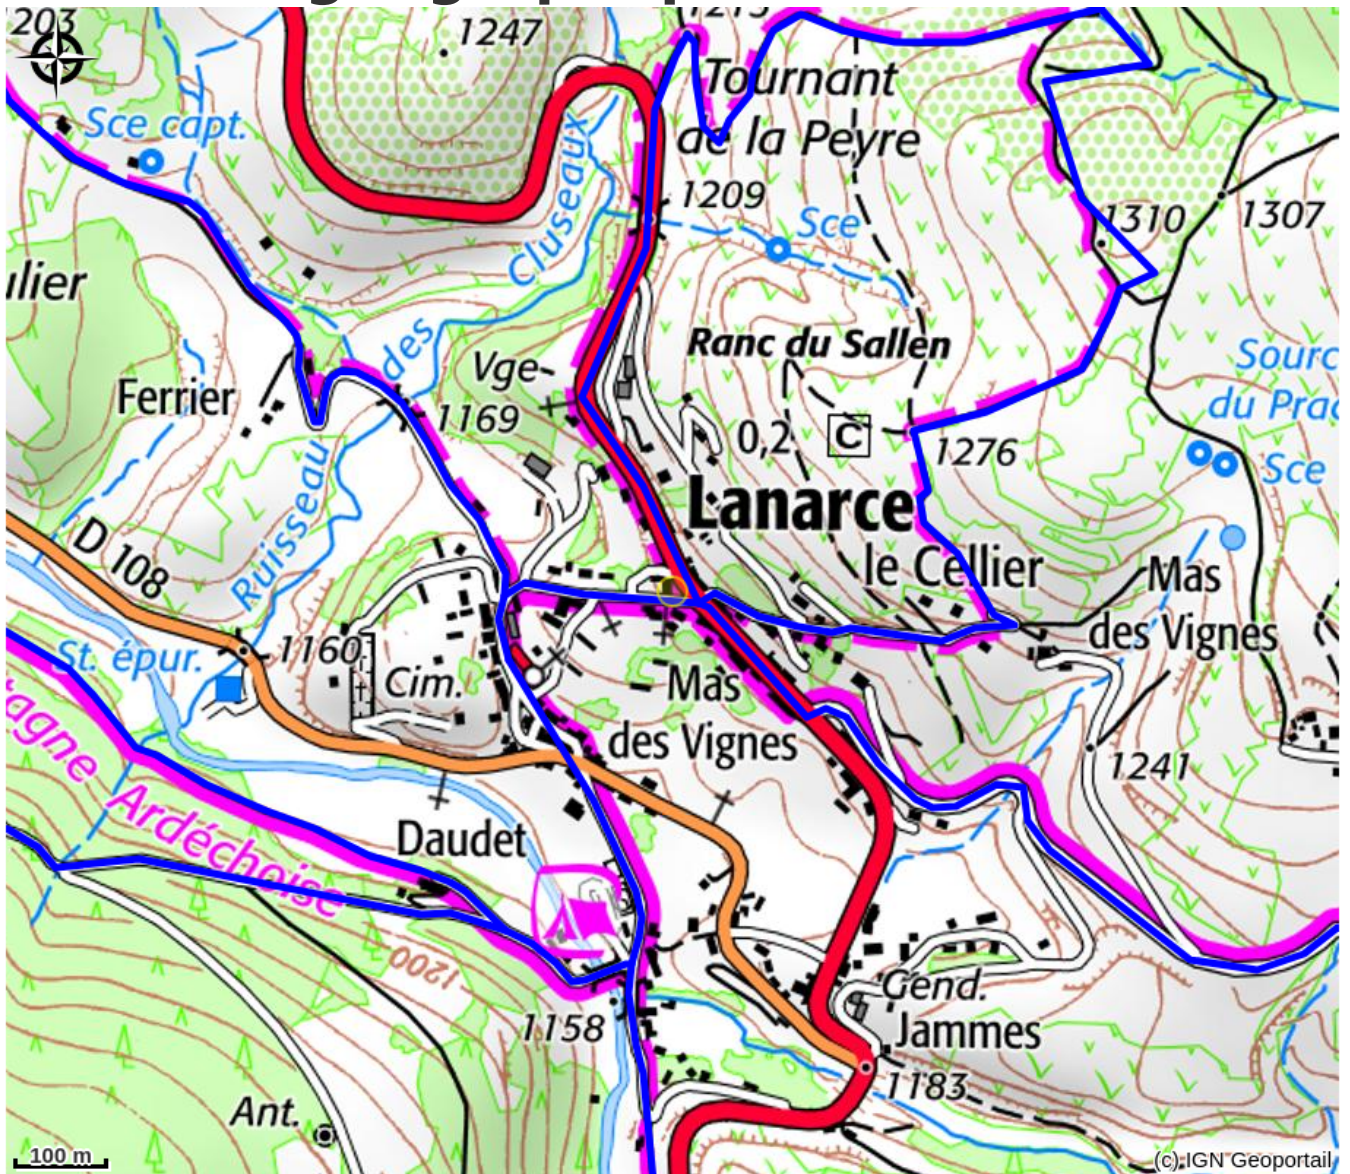 203
1247
1213
Tournant
de la Peyre
Sce capt.
Cluseaux
1209
Sce
1310
1307
ulier
des
Ranc du Sallen
Vge
1169
Ferrier
Sourc
du Prad
0,2
C
1276
Sce
Lanarce
le Cellier
D 108
Ruisseau
Mas
des Vignes
1160
St. épur.
Cim.
Mas
des Vignes
1241
tagne Ardéchoise
Daudet
1200
Gend.
Jammes
1158
1183
Ant.
100 m
(c) IGN Geoportail